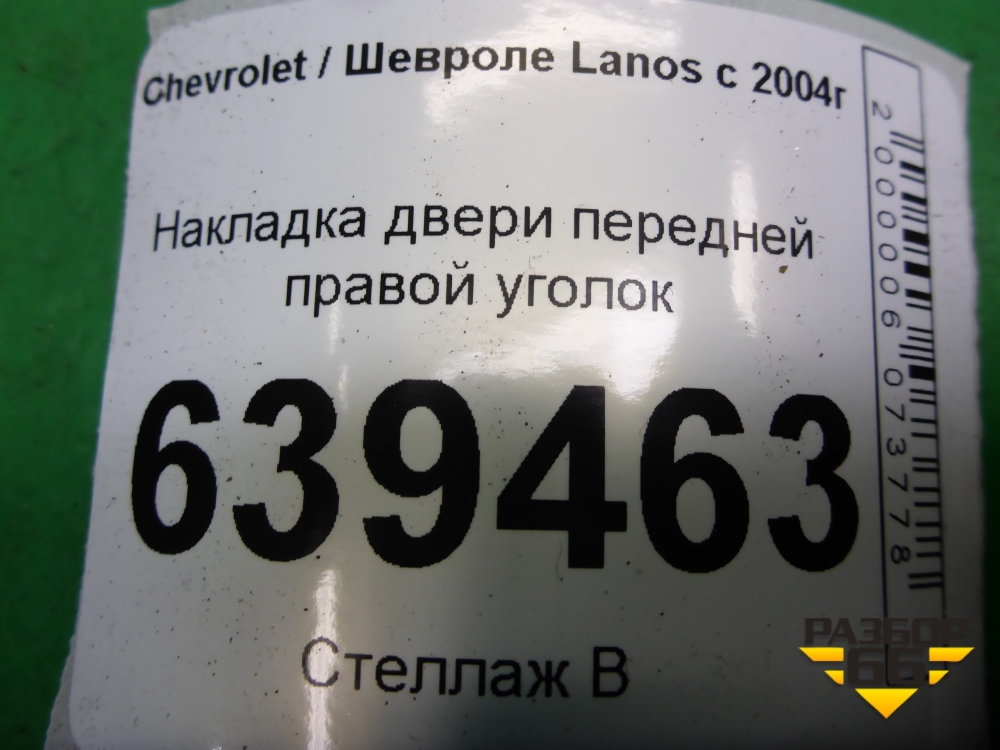 Chevrolet / Шевроле Lanos с 2004г
Накладка двери передней
правой уголок
639463
Стеллаж В
2000006073778
РАЗБОР
66